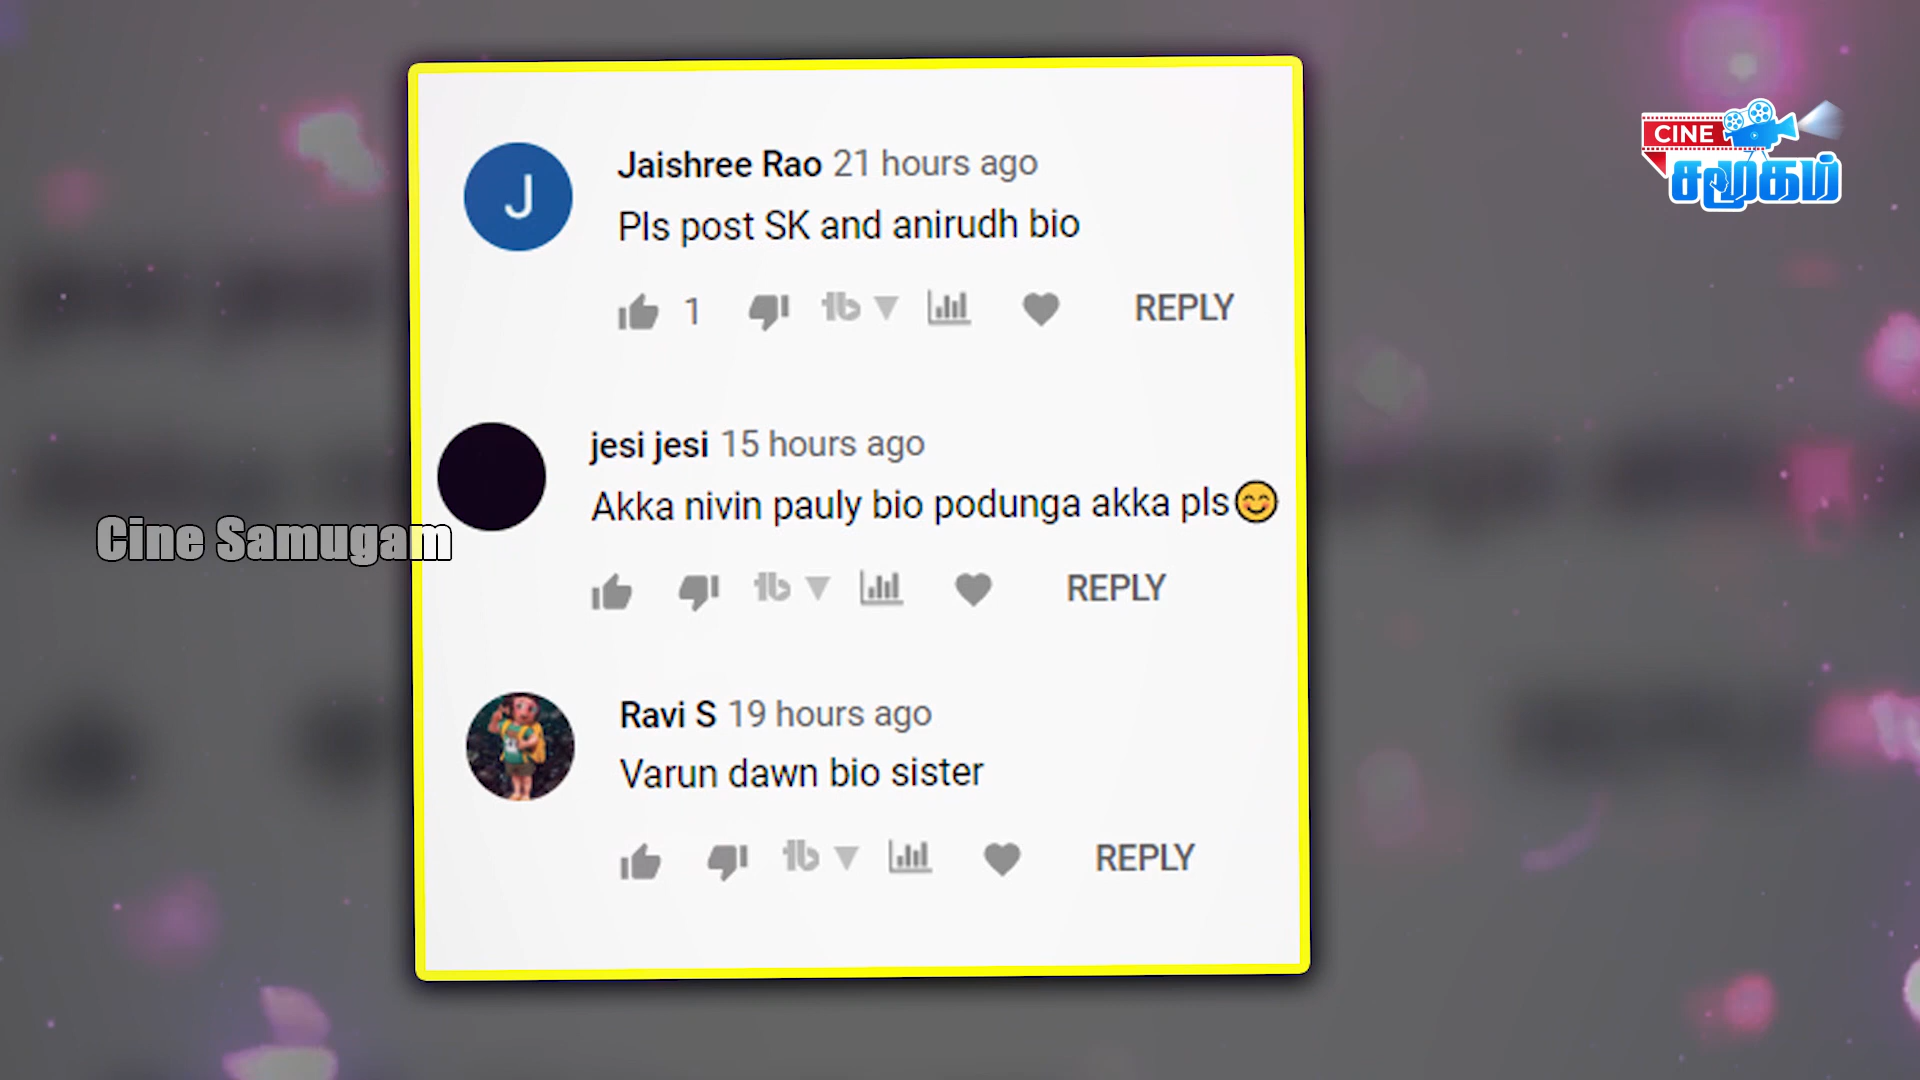 CINE
சமூகம்
Jaishree Rao 21 hours ago
Pls post SK and anirudh bio
1
REPLY
jesi jesi 15 hours ago
Akka nivin pauly bio podunga akka pls😊
REPLY
Cine Samugam
Ravi S 19 hours ago
Varun dawn bio sister
REPLY
J